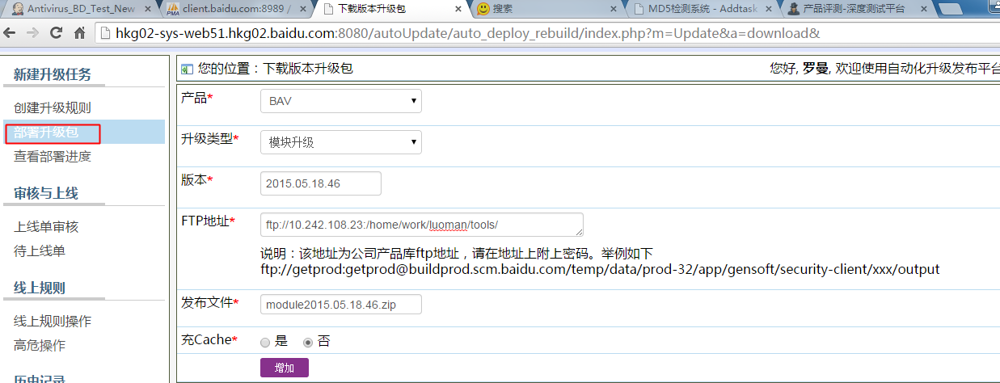 Antivirus_BD_Test_New
client.baidu.com:8989 /
下载版本升级包
搜索
MD5检测系统 - Addtask
产品评测-深度测试平台
hkg02-sys-web51.hkg02.baidu.com:8080/autoUpdate/auto_deploy_rebuild/index.php?m=Update&a=download&
新建升级任务
创建升级规则
部署升级包
查看部署进度
审核与上线
上线单审核
待上线单
线上规则
线上规则操作
高危操作
历史记录
您的位置：下载版本升级包
您好, 罗曼, 欢迎使用自动化升级发布平台
产品* BAV
升级类型* 模块升级
版本* 2015.05.18.46
FTP地址* ftp://10.242.108.23:/home/work/luoman/tools/
说明：该地址为公司产品库ftp地址，请在地址上附上密码。举例如下
ftp://getprod:getprod@buildprod.scm.baidu.com/temp/data/prod-32/app/gensoft/security-client/xxx/output
发布文件* module2015.05.18.46.zip
充Cache* 是 否
增加